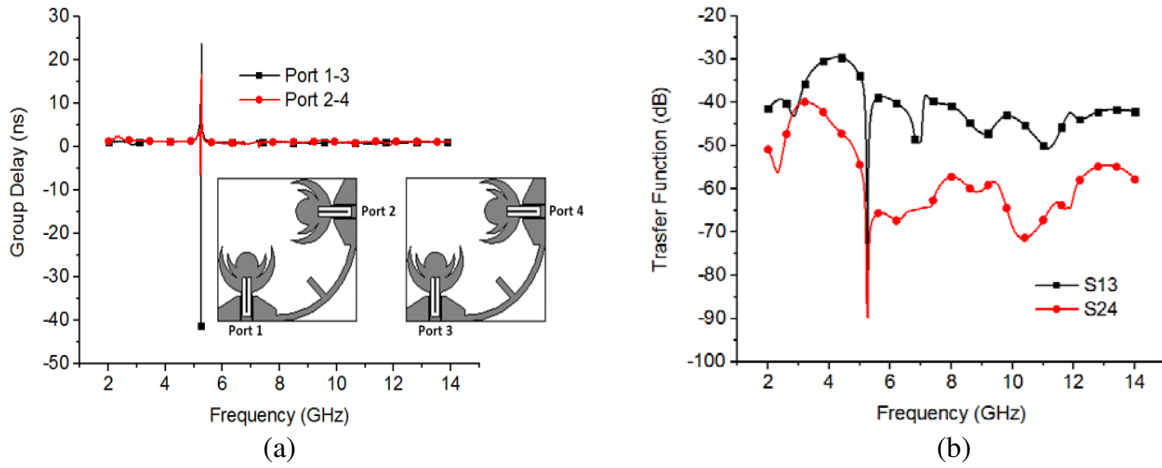 30
20
10
0
-10
-20
-30
-40
-50
Group Delay (ns)
Port 1-3
Port 2-4
Port 2
Port 4
Port 1
Port 3
2 4 6 8 10 12 14
Frequency (GHz)
(a)
-20
-30
-40
-50
-60
-70
-80
-90
-100
Trasfer Function (dB)
S13
S24
2 4 6 8 10 12 14
Frequency (GHz)
(b)